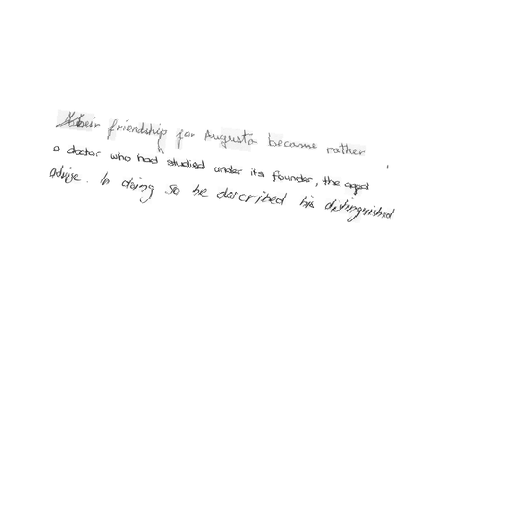 Their friendship for Augusta became rather
a doctor who had studied under its founder, the aged
advise. In doing so he described his distinguished